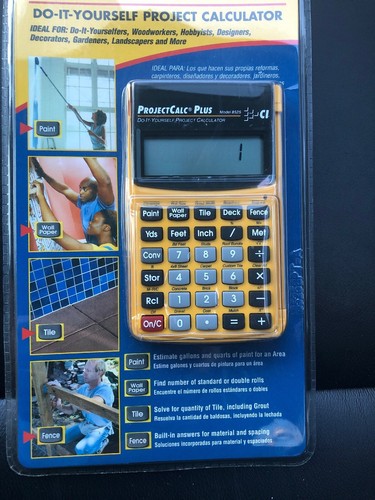 DO-IT-YOURSELF PROJECT CALCULATOR
IDEAL FOR: Do-It-Yourselfers, Woodworkers, Hobbyists, Designers,
Decorators, Gardeners, Landscapers and More
IDEAL PARA: Los que hacen sus propias reformas,
carpinteros, diseñadores y decoradores, jardineros,
Paint
Wall Paper
Tile
Fence
PROJECTCALC® PLUS Model 8525 CI
DO-IT-YOURSELF PROJECT CALCULATOR
1
Paint Wall Paper Tile Deck Fence
Yds Feet Inch / Met
Conv 7 8 9 ÷
Stor 4 5 6 ×
Rcl 1 2 3 −
On/C 0 • = +
Paint Estimate gallons and quarts of paint for an Area
Estime galones y cuartos de pintura para un área
Wall Paper Find number of standard or double rolls
Encuentre el número de rollos estándares o dobles
Tile Solve for quantity of Tile, including Grout
Resuelva la cantidad de baldosas, incluyendo la lechada
Fence Built-in answers for material and spacing
Soluciones incorporadas para material y espaciados